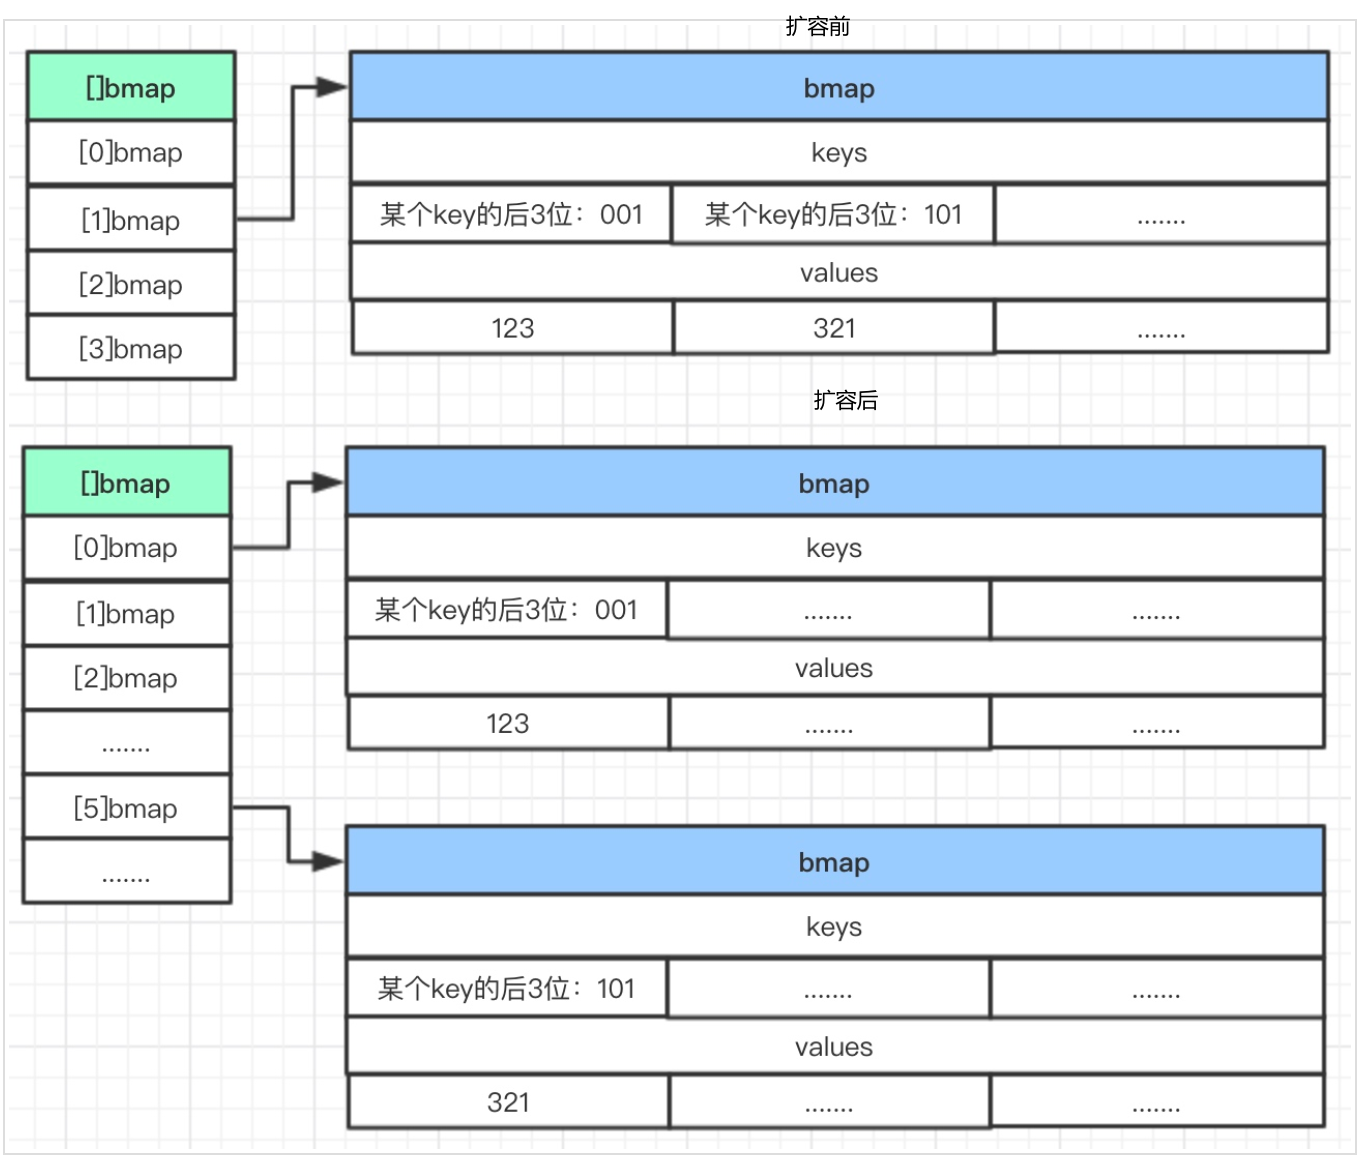 扩容前
[]bmap
[0]bmap
[1]bmap
[2]bmap
[3]bmap
bmap
keys
某个key的后3位：001 某个key的后3位：101 .......
values
123 321 .......
扩容后
[]bmap
[0]bmap
[1]bmap
[2]bmap
.......
[5]bmap
.......
bmap
keys
某个key的后3位：001 ....... .......
values
123 ....... .......
bmap
keys
某个key的后3位：101 ....... .......
values
321 ....... .......